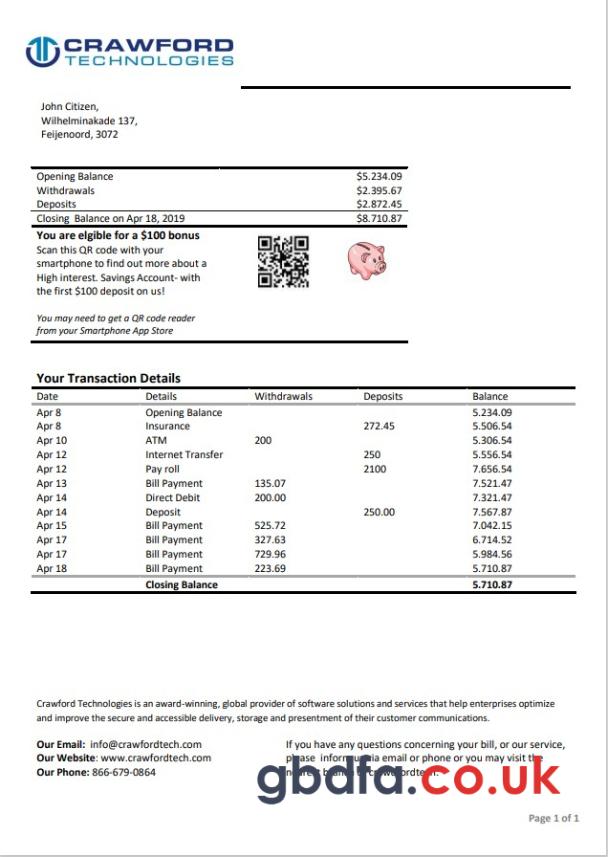 CRAWFORD
TECHNOLOGIES
John Citizen,
Wilhelminakade 137,
Feijenoord, 3072
Opening Balance $5.234.09
Withdrawals $2.395.67
Deposits $2.872.45
Closing Balance on Apr 18, 2019 $8.710.87
You are elgible for a $100 bonus
Scan this QR code with your
smartphone to find out more about a
High interest. Savings Account- with
the first $100 deposit on us!
You may need to get a QR code reader
from your Smartphone App Store
Your Transaction Details
Date Details Withdrawals Deposits Balance
Apr 8 Opening Balance 5.234.09
Apr 8 Insurance 272.45 5.506.54
Apr 10 ATM 200 5.306.54
Apr 12 Internet Transfer 250 5.556.54
Apr 12 Pay roll 2100 7.656.54
Apr 13 Bill Payment 135.07 7.521.47
Apr 14 Direct Debit 200.00 7.321.47
Apr 14 Deposit 250.00 7.567.87
Apr 15 Bill Payment 525.72 7.042.15
Apr 17 Bill Payment 327.63 6.714.52
Apr 17 Bill Payment 729.96 5.984.56
Apr 18 Bill Payment 223.69 5.710.87
Closing Balance 5.710.87
Crawford Technologies is an award-winning, global provider of software solutions and services that help enterprises optimize
and improve the secure and accessible delivery, storage and presentment of their customer communications.
Our Email: info@crawfordtech.com
Our Website: www.crawfordtech.com
Our Phone: 866-679-0864
If you have any questions concerning your bill, or our service,
please inform us via email or phone or you may visit the
nearest branch of crawfordtech.
gbdfa.co.uk
Page 1 of 1